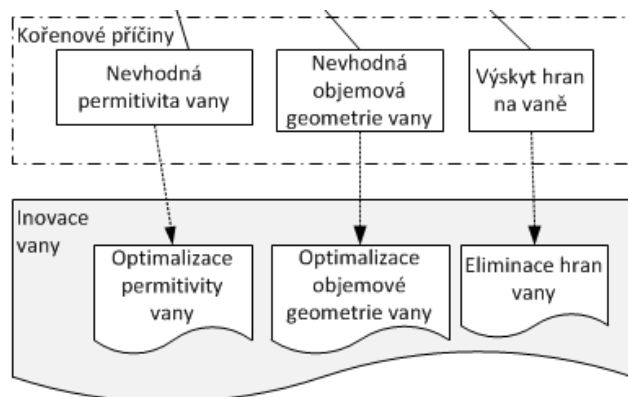 Kořenové příčiny
Nevhodná
permitivita vany
Nevhodná
objemová
geometrie vany
Výskyt hran
na vaně
Inovace
vany
Optimalizace
permitivity
vany
Optimalizace
objemové
geometrie vany
Eliminace hran
vany